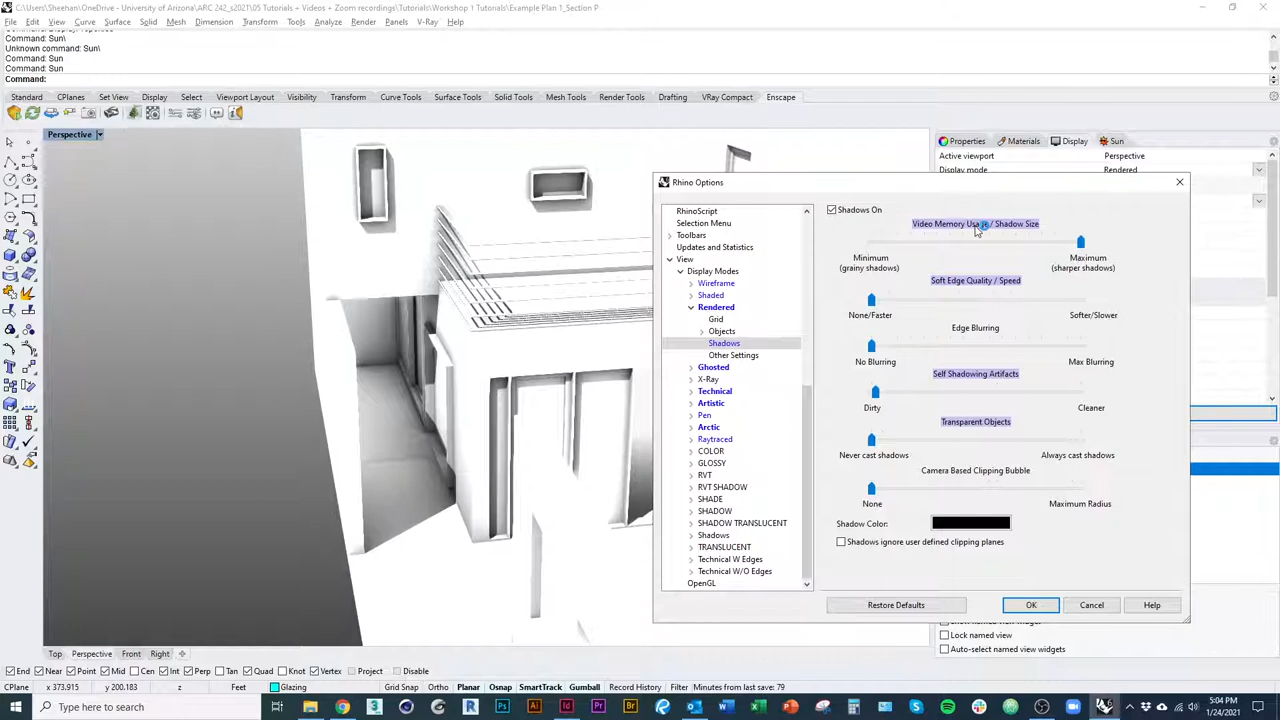 C:\Users\Sheehan\OneDrive - University of Arizona\ARC 242_s2021\05 Tutorials + Videos + Zoom recordings\Tutorials\Workshop 1 Tutorials\Example Plan 1_Section P
File Edit View Curve Surface Solid Mesh Dimension Transform Tools Analyze Render Panels V-Ray Help
Command: Sun\
Unknown command: Sun\
Command: Sun
Command: Sun
Command:
Standard CPlanes Set View Display Select Viewport Layout Visibility Transform Curve Tools Surface Tools Solid Tools Mesh Tools Render Tools Drafting VRay Compact Enscape
Perspective
Properties Materials Display Sun
Active viewport Perspective
Display mode Rendered
Rhino Options
RhinoScript
Selection Menu
Toolbars
Updates and Statistics
View
Display Modes
Wireframe
Shaded
Rendered
Grid
Objects
Shadows
Other Settings
Ghosted
X-Ray
Technical
Artistic
Pen
Arctic
Raytraced
COLOR
GLOSSY
RVT
RVT SHADOW
SHADE
SHADOW
SHADOW TRANSLUCENT
Shadows
TRANSLUCENT
Technical W Edges
Technical W/O Edges
OpenGL
Shadows On
Video Memory / Shadow Size
Minimum (grainy shadows) Maximum (sharper shadows)
Soft Edge Quality / Speed
None/Faster Softer/Slower
Edge Blurring
No Blurring Max Blurring
Self Shadowing Artifacts
Dirty Cleaner
Transparent Objects
Never cast shadows Always cast shadows
Camera Based Clipping Bubble
None Maximum Radius
Shadow Color:
Shadows ignore user defined clipping planes
Restore Defaults OK Cancel Help
Lock named view
Auto-select named view widgets
Top Perspective Front Right
End Near Point Mid Cen Int Perp Tan Quad Knot Vertex Project Disable
CPlane x 373.915 y 200.183 z Feet Glazing Grid Snap Ortho Planar Osnap SmartTrack Gumball Record History Filter Minutes from last save: 79
Type here to search
5:04 PM
1/24/2021